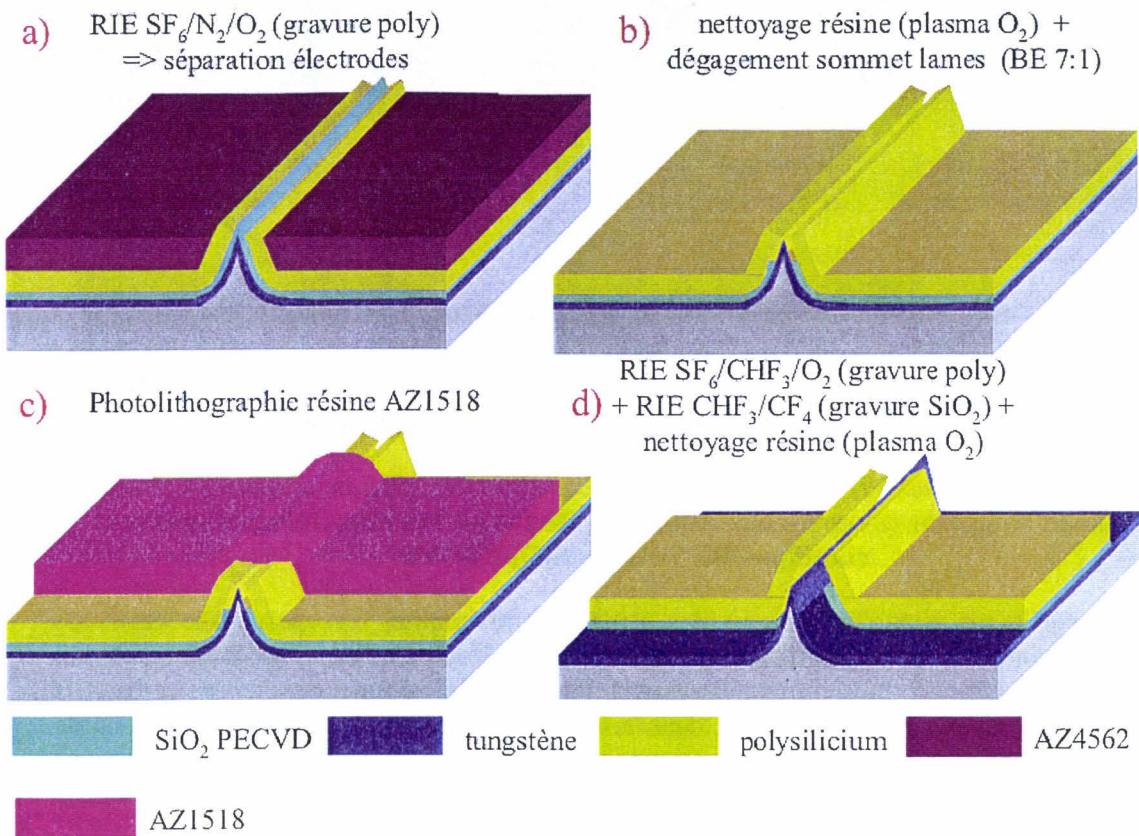 a) RIE SF₆/N₂/O₂ (gravure poly)
=> séparation électrodes
b) nettoyage résine (plasma O₂) +
dégagement sommet lames (BE 7:1)
c) Photolithographie résine AZ1518
d) RIE SF₆/CHF₃/O₂ (gravure poly)
+ RIE CHF₃/CF₄ (gravure SiO₂) +
nettoyage résine (plasma O₂)
SiO₂ PECVD
tungstène
polysilicium
AZ4562
AZ1518